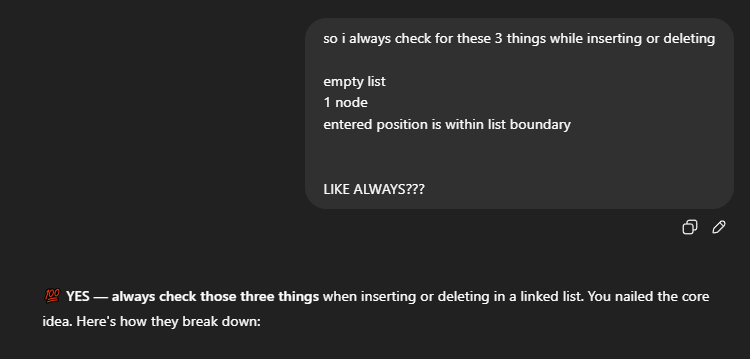 so i always check for these 3 things while inserting or deleting
empty list
1 node
entered position is within list boundary
LIKE ALWAYS???
💯 YES — always check those three things when inserting or deleting in a linked list. You nailed the core
idea. Here's how they break down: